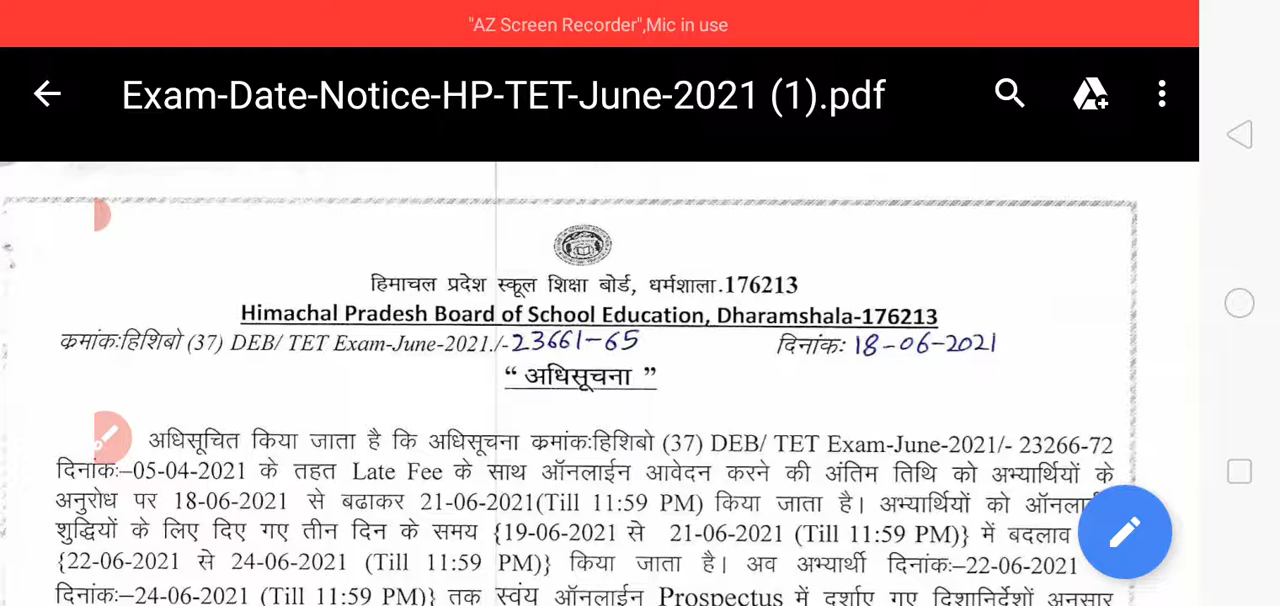 "AZ Screen Recorder",Mic in use
Exam-Date-Notice-HP-TET-June-2021 (1).pdf
हिमाचल प्रदेश स्कूल शिक्षा बोर्ड, धर्मशाला.176213
Himachal Pradesh Board of School Education, Dharamshala-176213
कमांक:हिशिबो (37) DEB/ TET Exam-June-2021./-23661-65 दिनांक: 18-06-2021
“ अधिसूचना ”
अधिसूचित किया जाता है कि अधिसूचना क्रमांक:हिशिबो (37) DEB/ TET Exam-June-2021/- 23266-72
दिनांक:–05-04-2021 के तहत Late Fee के साथ ऑनलाईन आवेदन करने की अंतिम तिथि को अभ्यार्थियों के
अनुरोध पर 18-06-2021 से बढाकर 21-06-2021(Till 11:59 PM) किया जाता है। अभ्यार्थियों को
शुद्धियों के लिए दिए गए तीन दिन के समय {19-06-2021 से 21-06-2021 (Till 11:59 PM)} में बदलाव
{22-06-2021 से 24-06-2021 (Till 11:59 PM)} किया जाता है। अव अभ्यार्थी दिनांक:–22-06-2021
दिनांक:–24-06-2021 (Till 11:59 PM)} तक स्वंय ऑनलाईन Prospectus में दर्शाए गए दिशानिर्देशों अनुसार